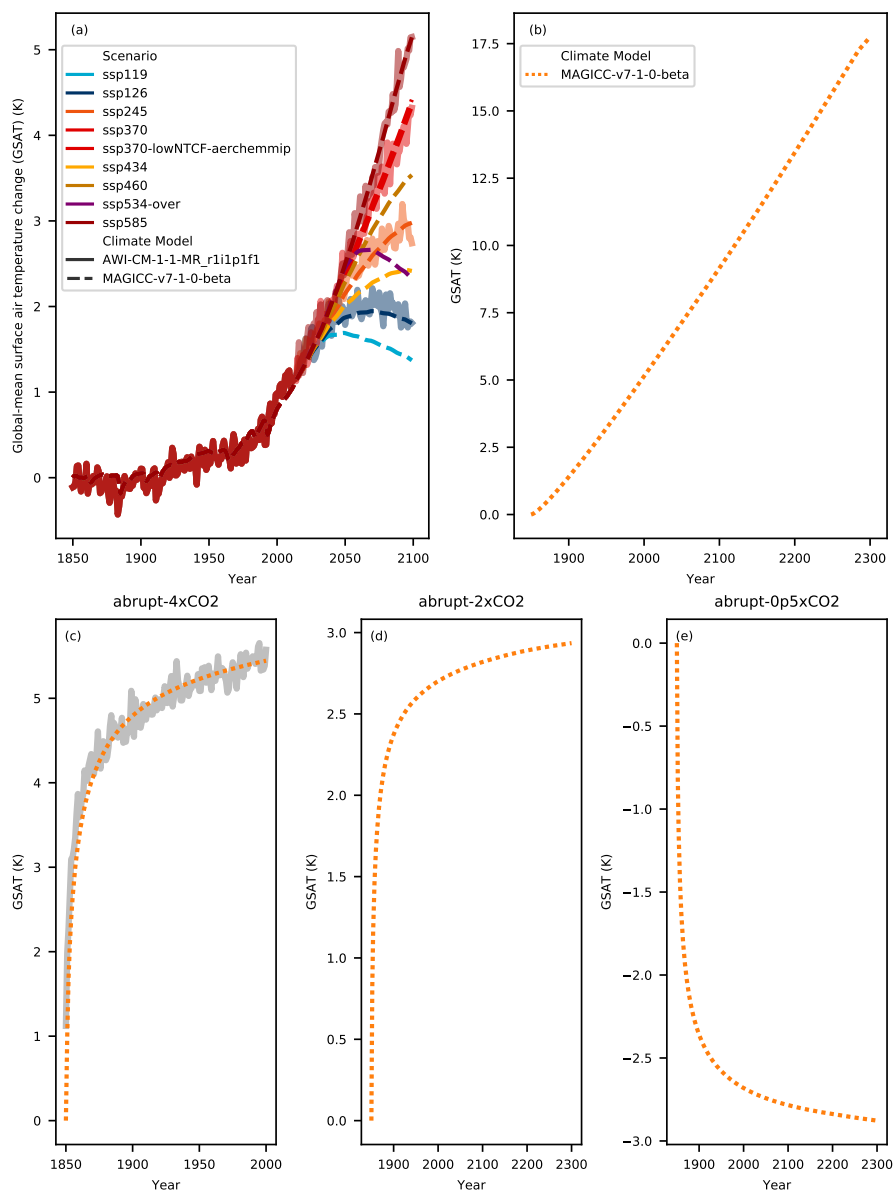 (a)
Scenario
ssp119
ssp126
ssp245
ssp370
ssp370-lowNTCF-aerchemmip
ssp434
ssp460
ssp534-over
ssp585
Climate Model
AWI-CM-1-1-MR_r1i1p1f1
MAGICC-v7-1-0-beta
Global-mean surface air temperature change (GSAT) (K)
5
4
3
2
1
0
1850 1900 1950 2000 2050 2100
Year
(b)
Climate Model
MAGICC-v7-1-0-beta
GSAT (K)
17.5
15.0
12.5
10.0
7.5
5.0
2.5
0.0
1900 2000 2100 2200 2300
Year
abrupt-4xCO2
(c)
GSAT (K)
5
4
3
2
1
0
1850 1900 1950 2000
Year
abrupt-2xCO2
(d)
GSAT (K)
3.0
2.5
2.0
1.5
1.0
0.5
0.0
1900 2000 2100 2200 2300
Year
abrupt-0p5xCO2
(e)
GSAT (K)
0.0
−0.5
−1.0
−1.5
−2.0
−2.5
−3.0
1900 2000 2100 2200 2300
Year